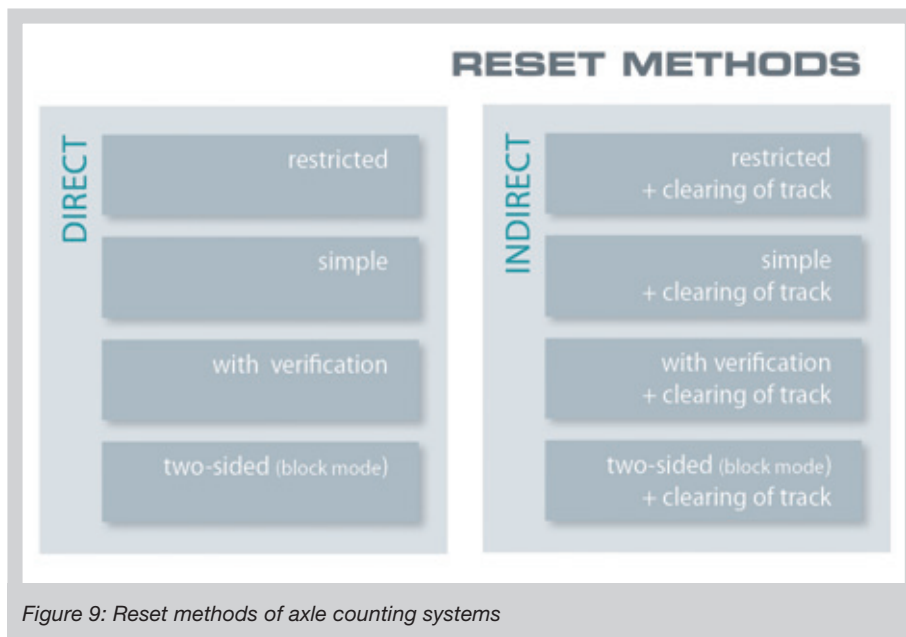 RESET METHODS
DIRECT
restricted
simple
with verification
two-sided (block mode)
INDIRECT
restricted
+ clearing of track
simple
+ clearing of track
with verification
+ clearing of track
two-sided (block mode)
+ clearing of track
Figure 9: Reset methods of axle counting systems